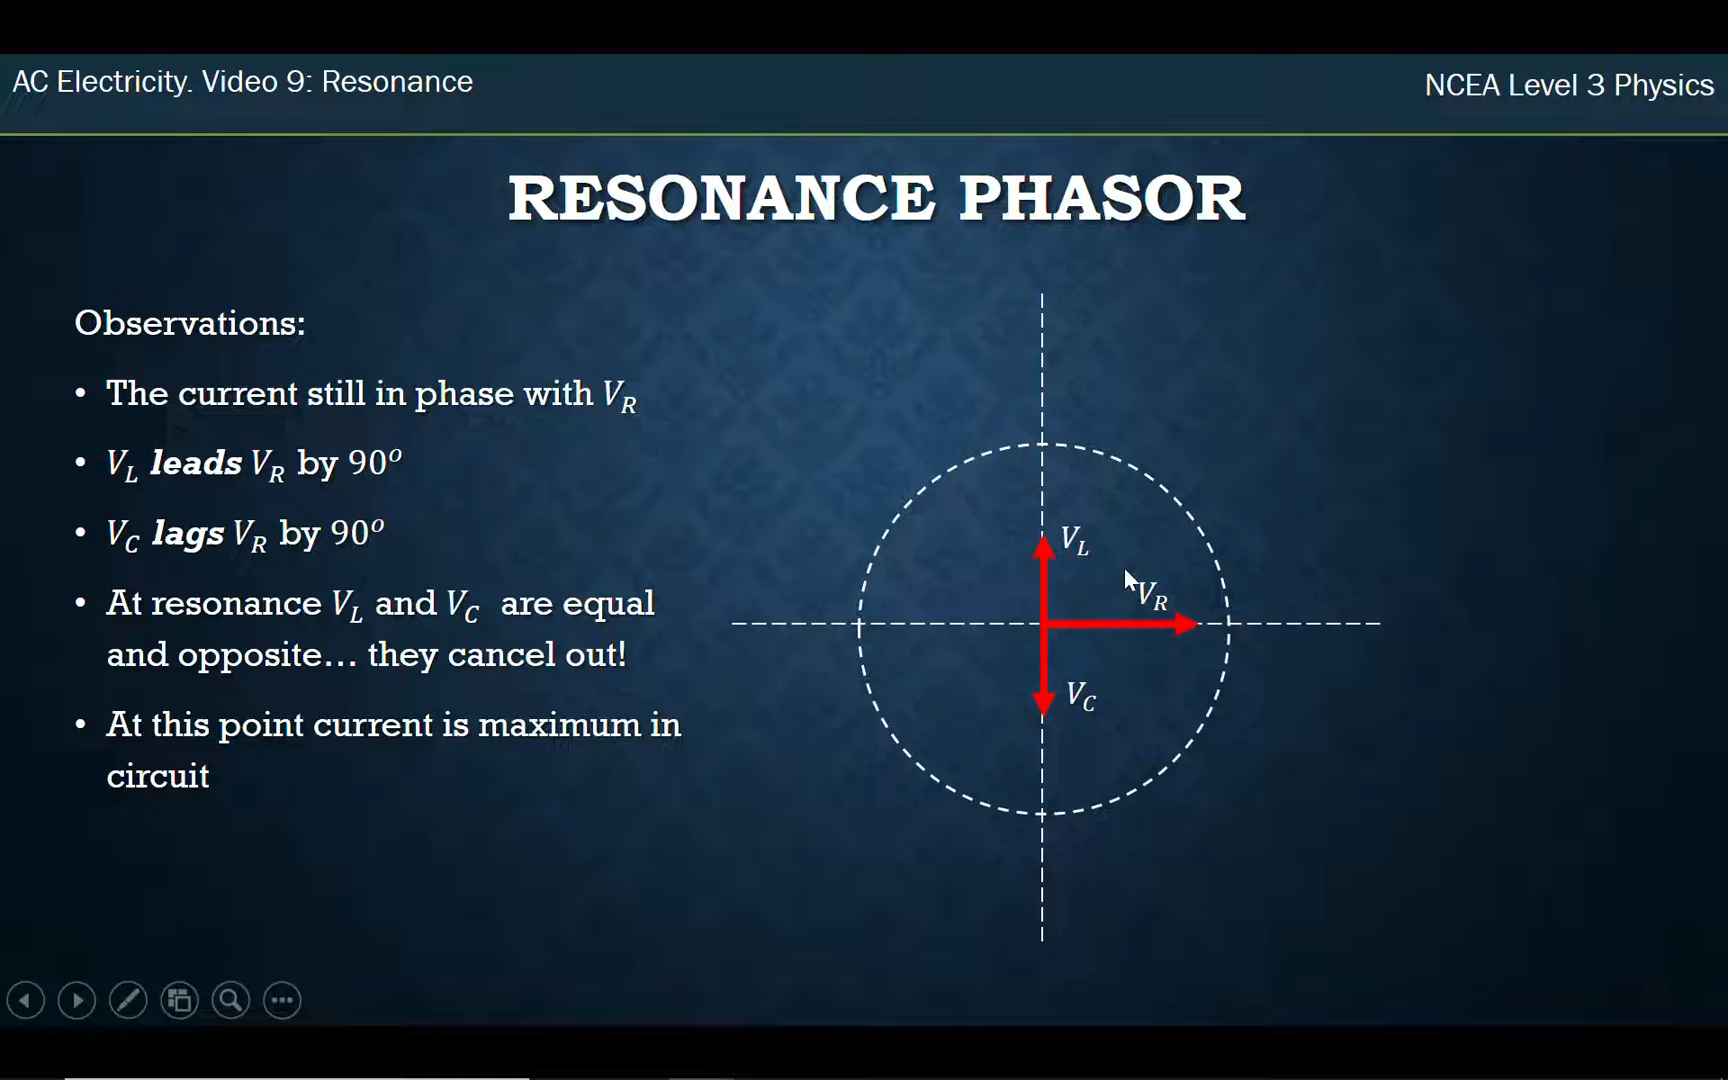 AC Electricity. Video 9: Resonance
NCEA Level 3 Physics
RESONANCE PHASOR
Observations:
• The current still in phase with V_R
• V_L leads V_R by 90°
• V_C lags V_R by 90°
• At resonance V_L and V_C are equal
and opposite... they cancel out!
• At this point current is maximum in
circuit
V_L
V_R
V_C